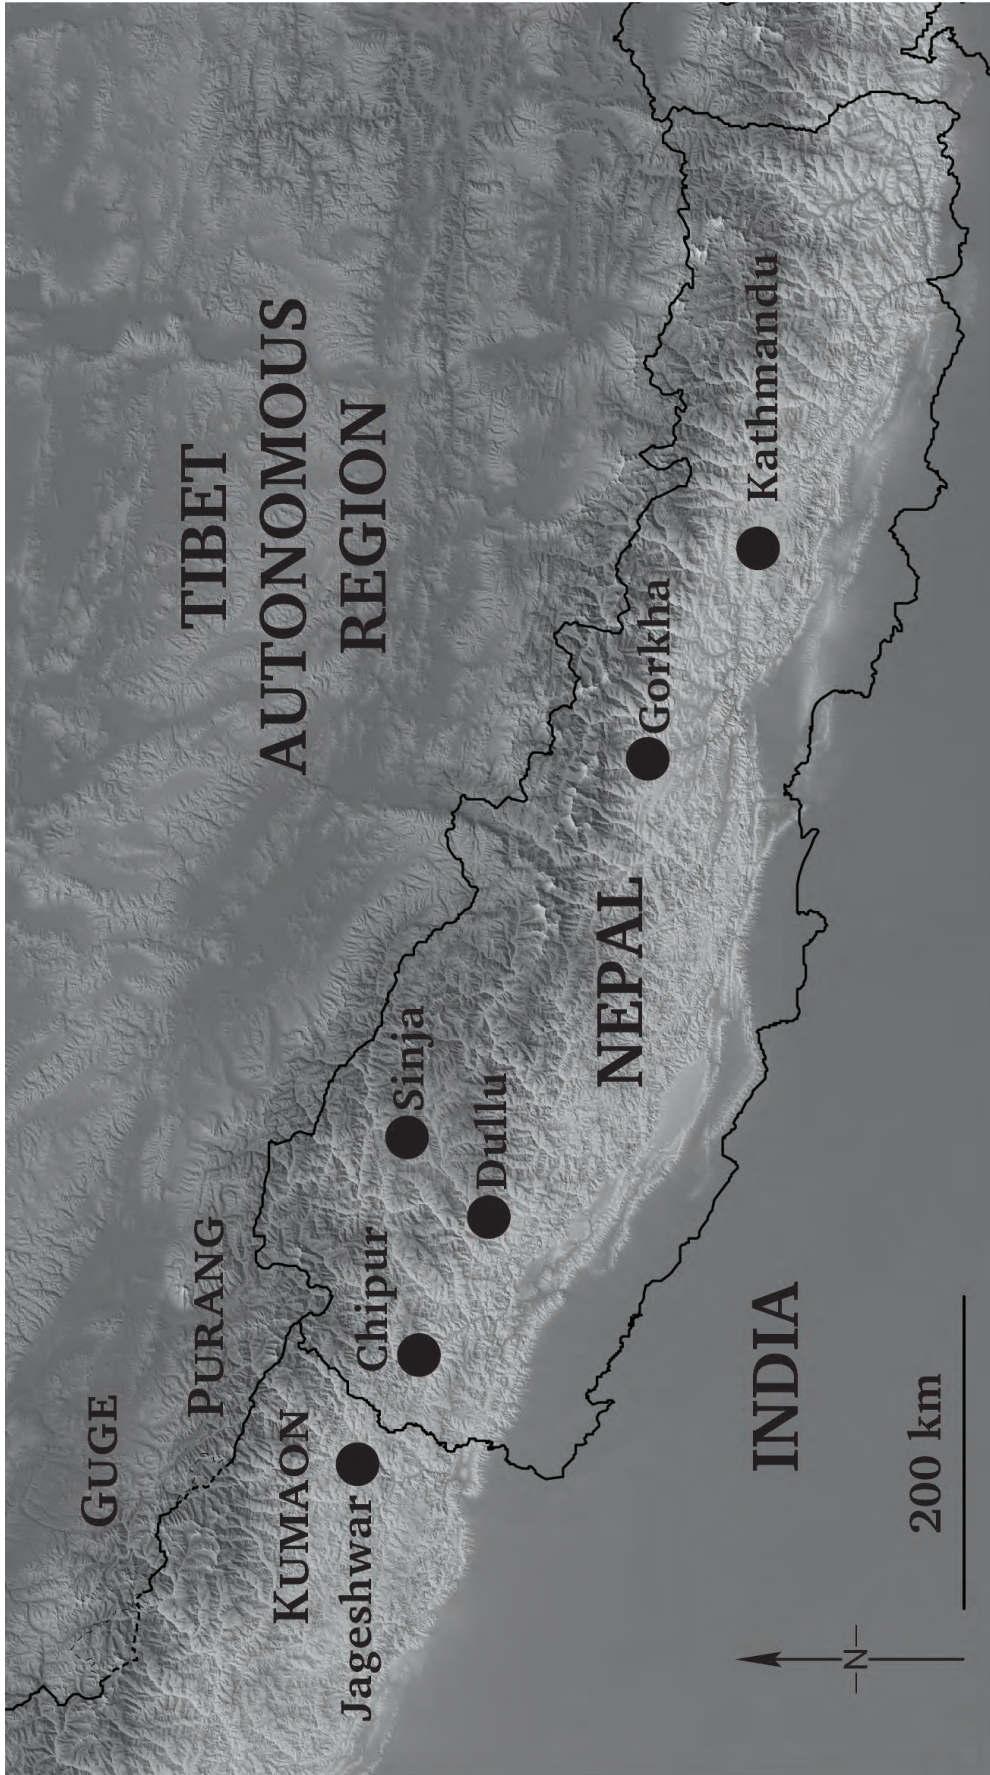 TIBET
AUTONOMOUS
REGION
GUGE
PURANG
KUMAON
Jageshwar
Chipur
Sinja
Dullu
NEPAL
Gorkha
Kathmandu
INDIA
200 km
N